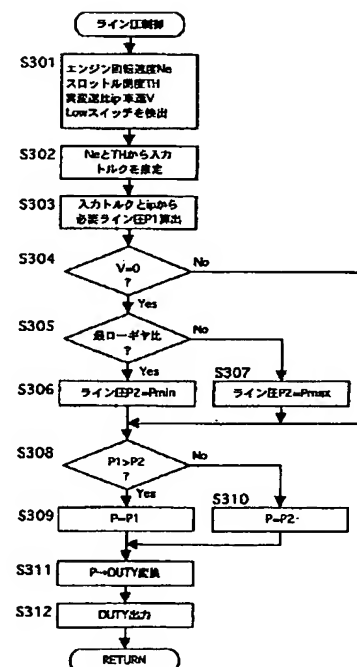 ライン圧制御
S301
エンジン回転速度Ne
スロットル開度TH
実変速比ip車速V
Lowスイッチを検出
S302
NeとTHから入力
トルクを推定
S303
入力トルクとipから
必要ライン圧P1算出
S304
V=0
?
No
Yes
S305
最ローギヤ比
?
No
Yes
S306
ライン圧P2=Pmin
S307
ライン圧P2=Pmax
S308
P1>P2
?
No
Yes
S309
P=P1
S310
P=P2
S311
P→DUTY変換
S312
DUTY出力
RETURN